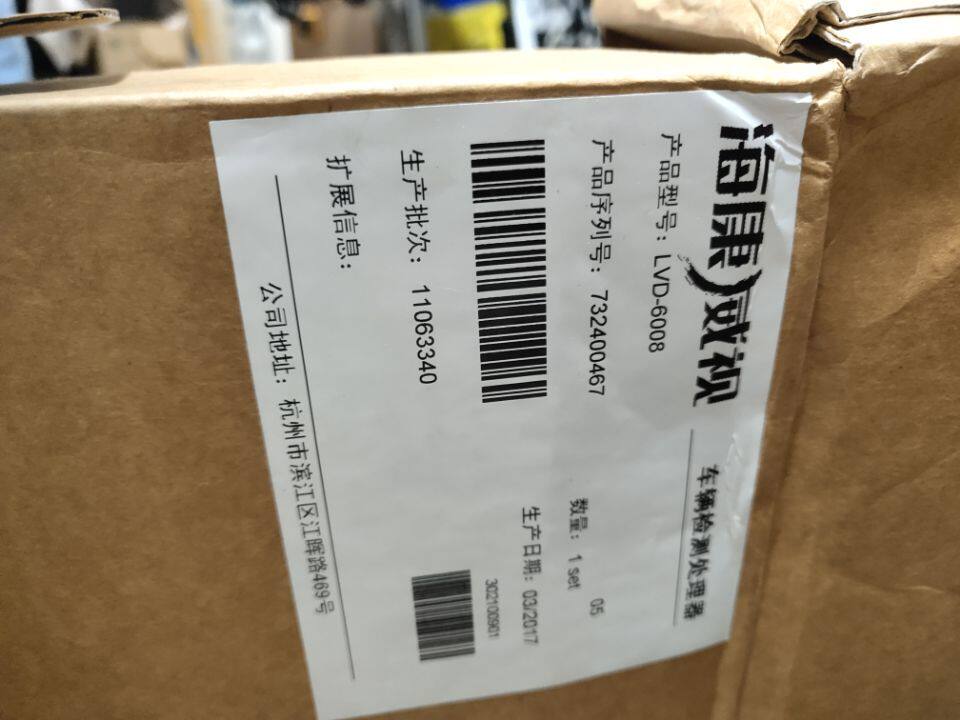 海康威视
车辆检测处理器
产品型号：LVD-6008
05
产品序列号：732400467
数量：1 set
生产日期：03/2017
302100901
生产批次：11063340
扩展信息：
公司地址：杭州市滨江区江晖路469号